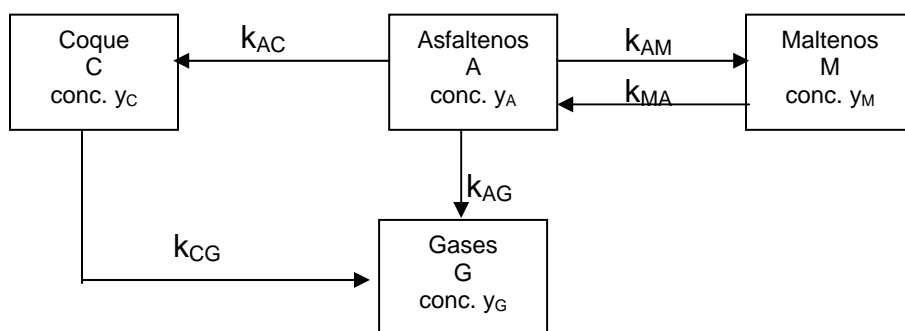 Coque
C
conc. yC
kAC
Asfaltenos
A
conc. yA
kAM
kMA
Maltenos
M
conc. yM
kAG
kCG
Gases
G
conc. yG